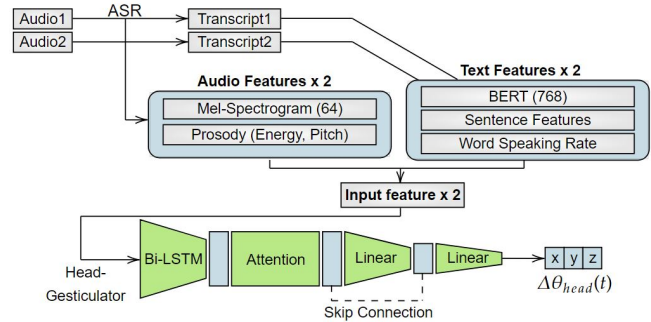 Audio1
ASR
Transcript1
Audio2
Transcript2
Audio Features x 2
Text Features x 2
Mel-Spectrogram (64)
Prosody (Energy, Pitch)
BERT (768)
Sentence Features
Word Speaking Rate
Input feature x 2
Head-
Gesticulator
Bi-LSTM
Attention
Linear
Linear
x y z
Δθ_head(t)
Skip Connection